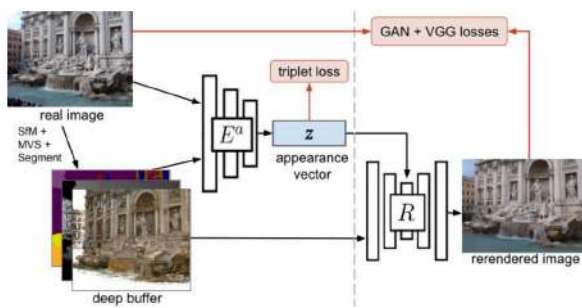 GAN + VGG losses
triplet loss
real image
SfM +
MVS +
Segment
E^a
z
appearance
vector
R
deep buffer
rerendered image